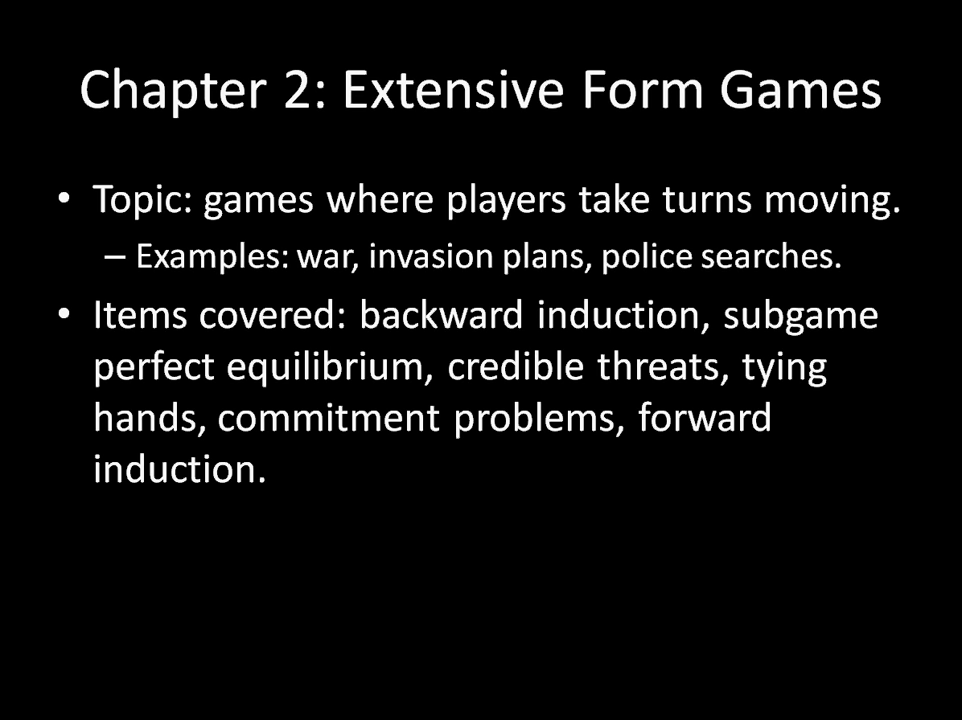 Chapter 2: Extensive Form Games
• Topic: games where players take turns moving.
– Examples: war, invasion plans, police searches.
• Items covered: backward induction, subgame
perfect equilibrium, credible threats, tying
hands, commitment problems, forward
induction.